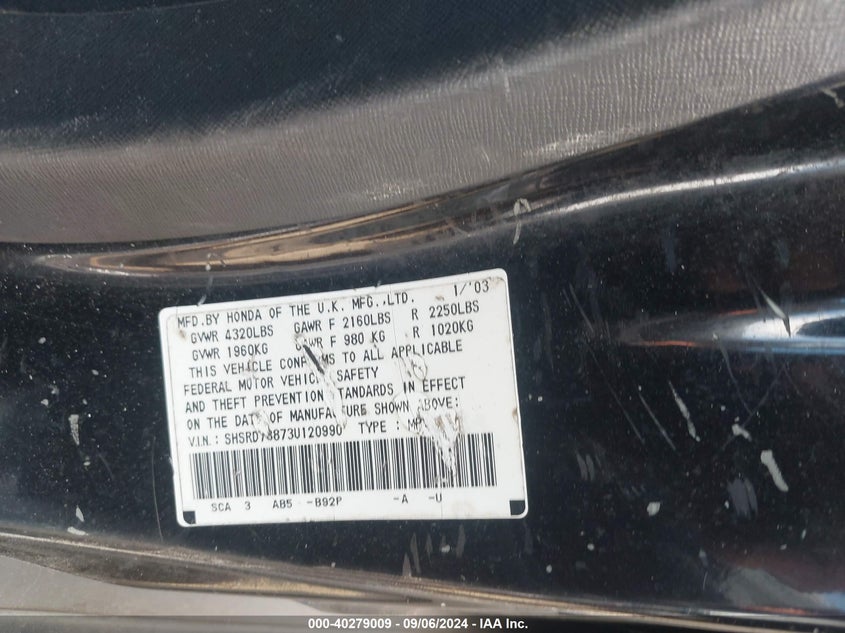 MFD.BY HONDA OF THE U.K. MFG.,LTD. 1/'03
GVWR 4320LBS GAWR F 2160LBS R 2250LBS
GVWR 1960KG GAWR F 980 KG R 1020KG
THIS VEHICLE CONFORMS TO ALL APPLICABLE
FEDERAL MOTOR VEHICLE SAFETY
AND THEFT PREVENTION STANDARDS IN EFFECT
ON THE DATE OF MANUFACTURE SHOWN ABOVE:
V.I.N.: SHSRD78873U120990 TYPE :
SCA 3 AB5 -B92P -A -U
000-40279009 - 09/06/2024 - IAA Inc.